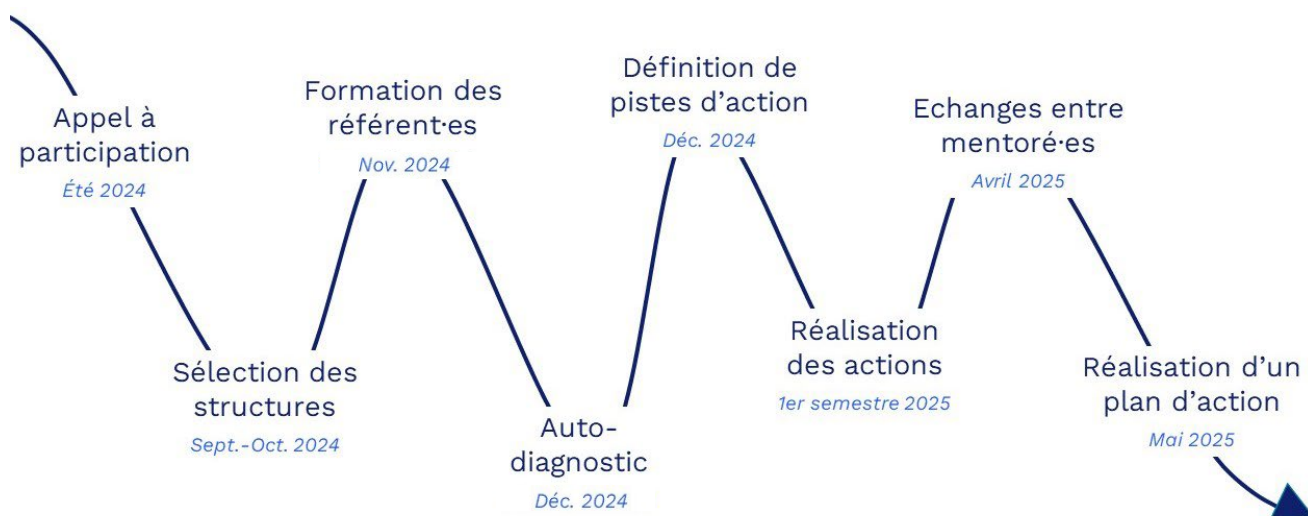 Appel à
participation
Été 2024
Sélection des
structures
Sept.-Oct. 2024
Formation des
référent·es
Nov. 2024
Auto-
diagnostic
Déc. 2024
Définition de
pistes d'action
Déc. 2024
Réalisation
des actions
1er semestre 2025
Echanges entre
mentoré·es
Avril 2025
Réalisation d'un
plan d'action
Mai 2025